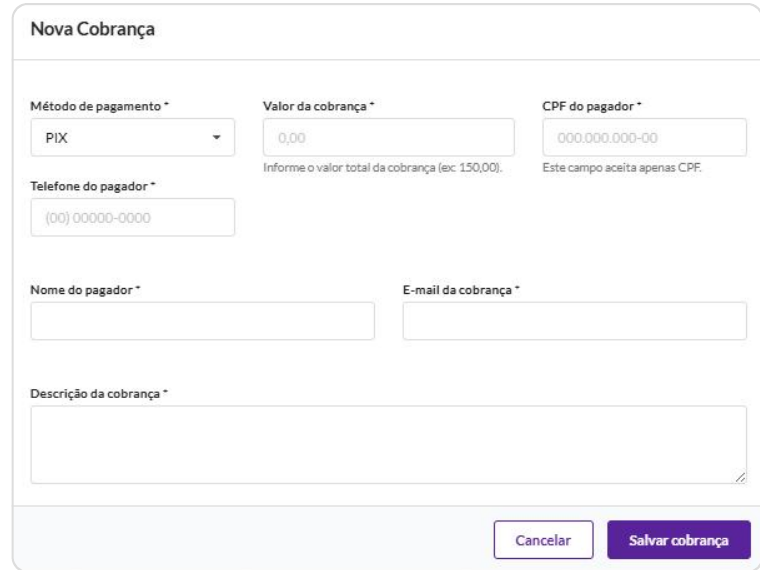 Nova Cobrança
Método de pagamento * Valor da cobrança * CPF do pagador *
PIX 0,00 000.000.000-00
Informe o valor total da cobrança (ex: 150,00). Este campo aceita apenas CPF.
Telefone do pagador *
(00) 00000-0000
Nome do pagador * E-mail da cobrança *
Descrição da cobrança *
Cancelar Salvar cobrança